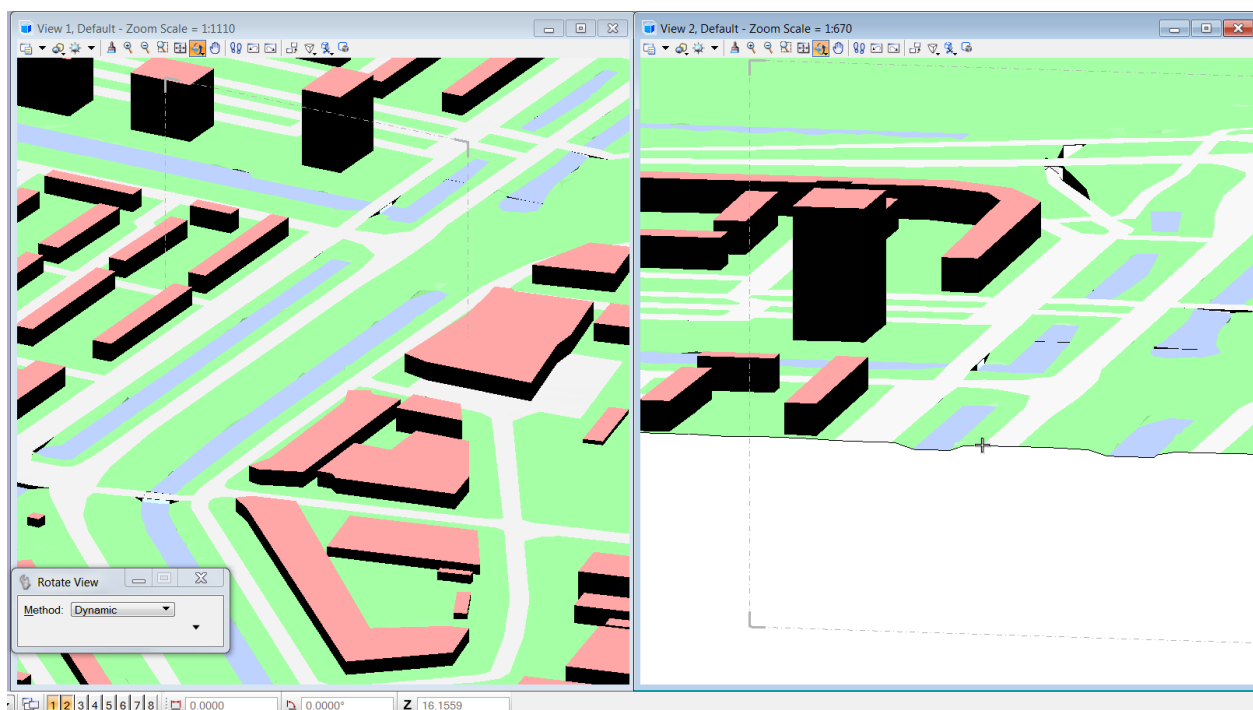 View 1, Default - Zoom Scale = 1:1110
View 2, Default - Zoom Scale = 1:670
Rotate View
Method: Dynamic
1 2 3 4 5 6 7 8 0.0000 0.0000° Z 16.1559